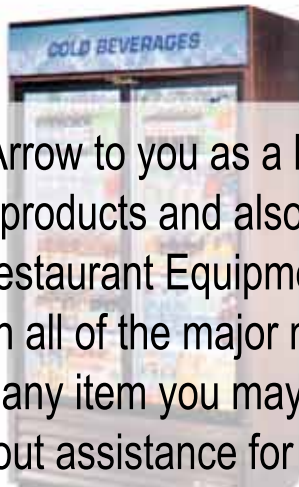 COLD BEVERAGES
Arrow to you as a
products and also
estaurant Equipme
all of the major
any item you may
out assistance for